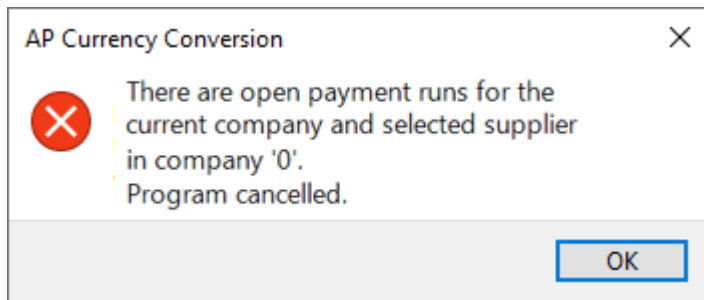 AP Currency Conversion
There are open payment runs for the
current company and selected supplier
in company '0'.
Program cancelled.
OK